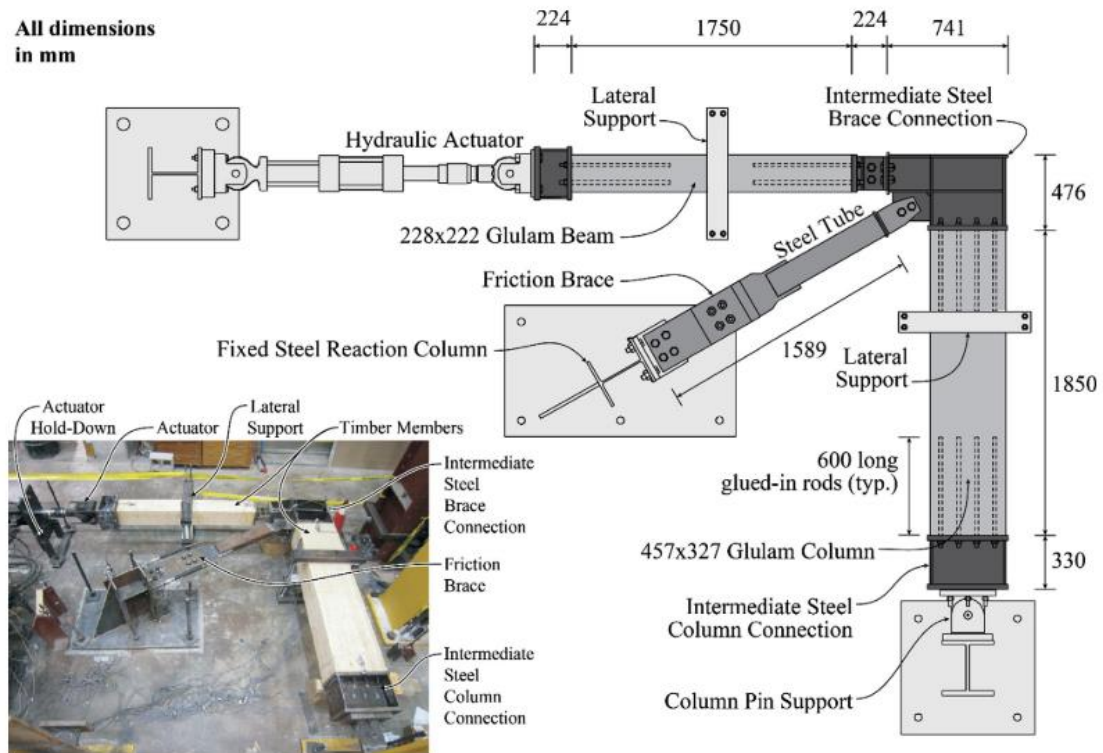 All dimensions
in mm
224
1750
224
741
Lateral
Support
Intermediate Steel
Brace Connection
Hydraulic Actuator
476
228x222 Glulam Beam
Steel Tube
Friction Brace
1589
Fixed Steel Reaction Column
Lateral
Support
1850
Actuator
Hold-Down
Actuator
Lateral
Support
Timber Members
Intermediate
Steel
Brace
Connection
600 long
glued-in rods (typ.)
457x327 Glulam Column
330
Friction
Brace
Intermediate Steel
Column Connection
Intermediate
Steel
Column
Connection
Column Pin Support